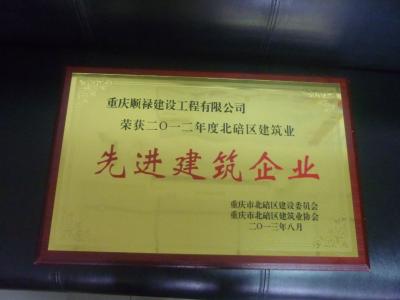 重庆顺禄建设工程有限公司
荣获二〇一二年度北碚区建筑业
先进建筑企业
重庆市北碚区建设委员会
重庆市北碚区建筑业协会
二〇一三年八月